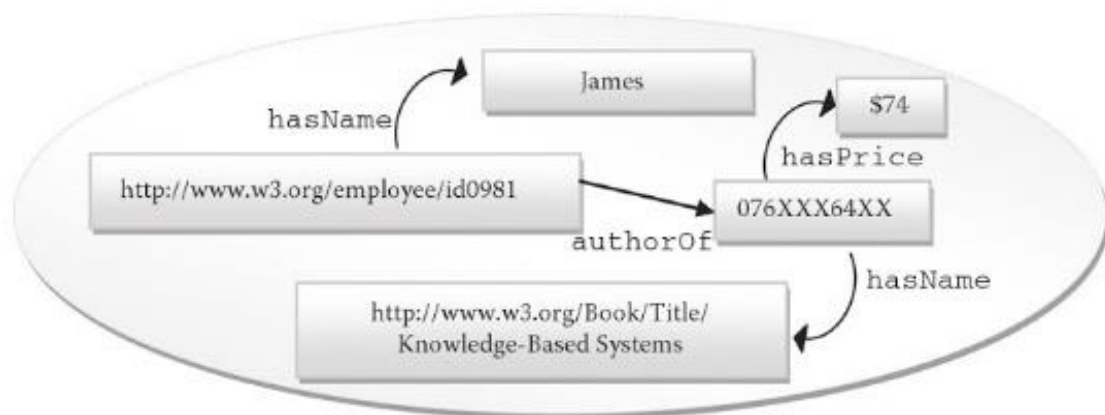 James
$74
hasName
hasPrice
http://www.w3.org/employee/id0981
076XXX64XX
authorOf
hasName
http://www.w3.org/Book/Title/
Knowledge-Based Systems